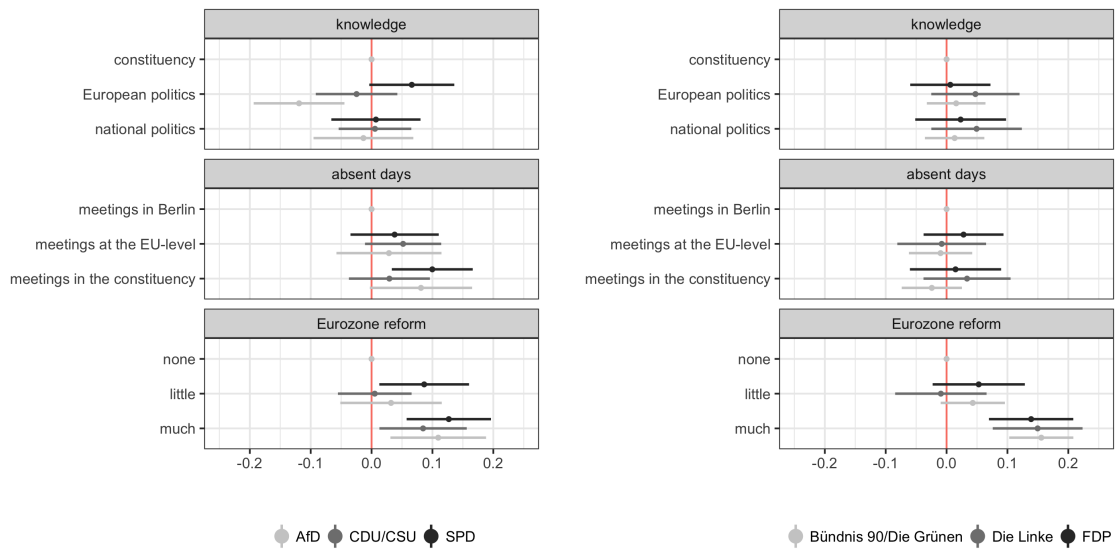 knowledge
constituency
European politics
national politics
absent days
meetings in Berlin
meetings at the EU-level
meetings in the constituency
Eurozone reform
none
little
much
-0.2 -0.1 0.0 0.1 0.2
AfD CDU/CSU SPD
knowledge
constituency
European politics
national politics
absent days
meetings in Berlin
meetings at the EU-level
meetings in the constituency
Eurozone reform
none
little
much
-0.2 -0.1 0.0 0.1 0.2
Bündnis 90/Die Grünen Die Linke FDP